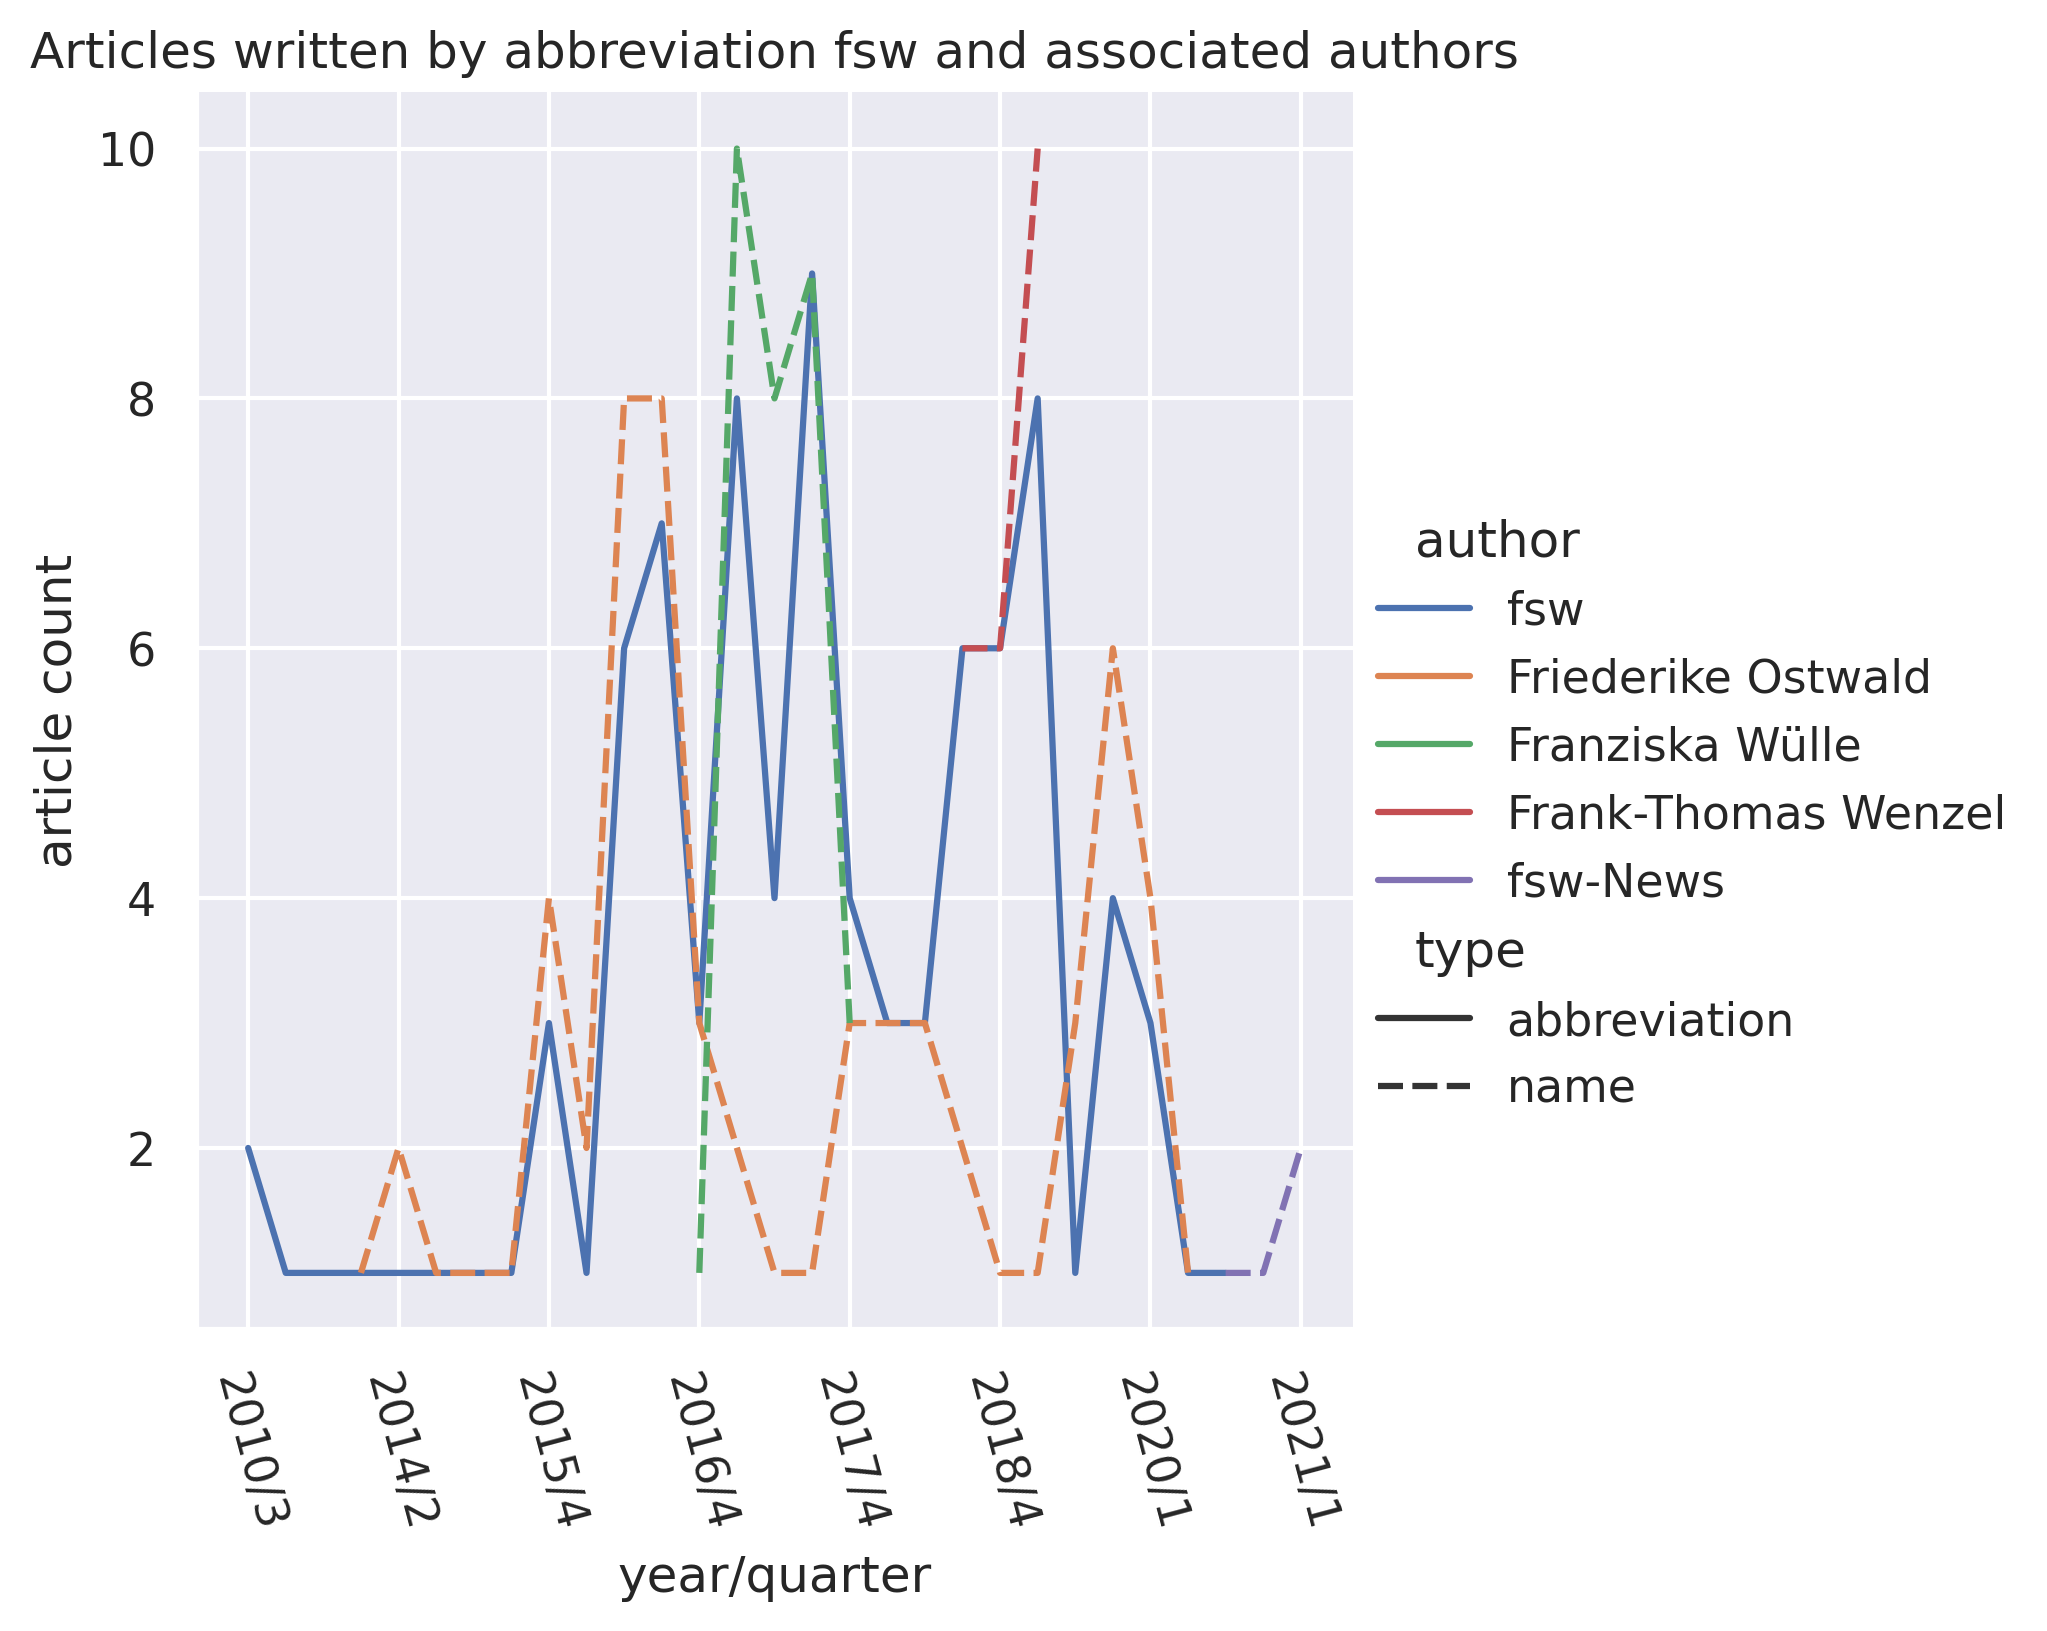 Articles written by abbreviation fsw and associated authors
article count
10
8
6
4
2
2010/3
2014/2
2015/4
2016/4
2017/4
2018/4
2020/1
2021/1
year/quarter
author
fsw
Friederike Ostwald
Franziska Wülle
Frank-Thomas Wenzel
fsw-News
type
abbreviation
name